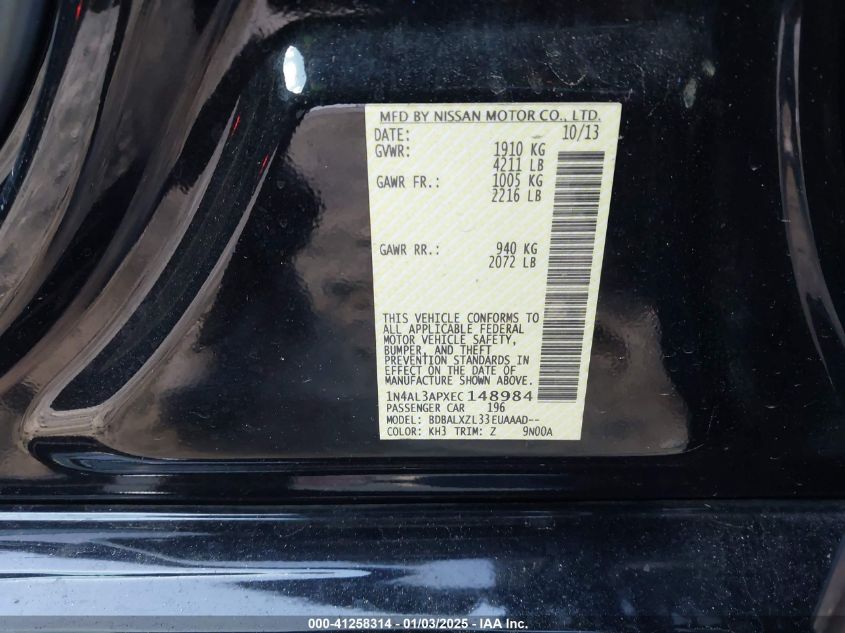 MFD BY NISSAN MOTOR CO., LTD.
DATE: 10/13
GVWR: 1910 KG
4211 LB
GAWR FR.: 1005 KG
2216 LB
GAWR RR.: 940 KG
2072 LB
THIS VEHICLE CONFORMS TO
ALL APPLICABLE FEDERAL
MOTOR VEHICLE SAFETY,
BUMPER, AND THEFT
PREVENTION STANDARDS IN
EFFECT ON THE DATE OF
MANUFACTURE SHOWN ABOVE.
1N4AL3APXEC148984
PASSENGER CAR 196
MODEL: BDBALXZL33EUAAAD--
COLOR: KH3 TRIM: Z 9N00A
000-41258314 - 01/03/2025 - IAA Inc.